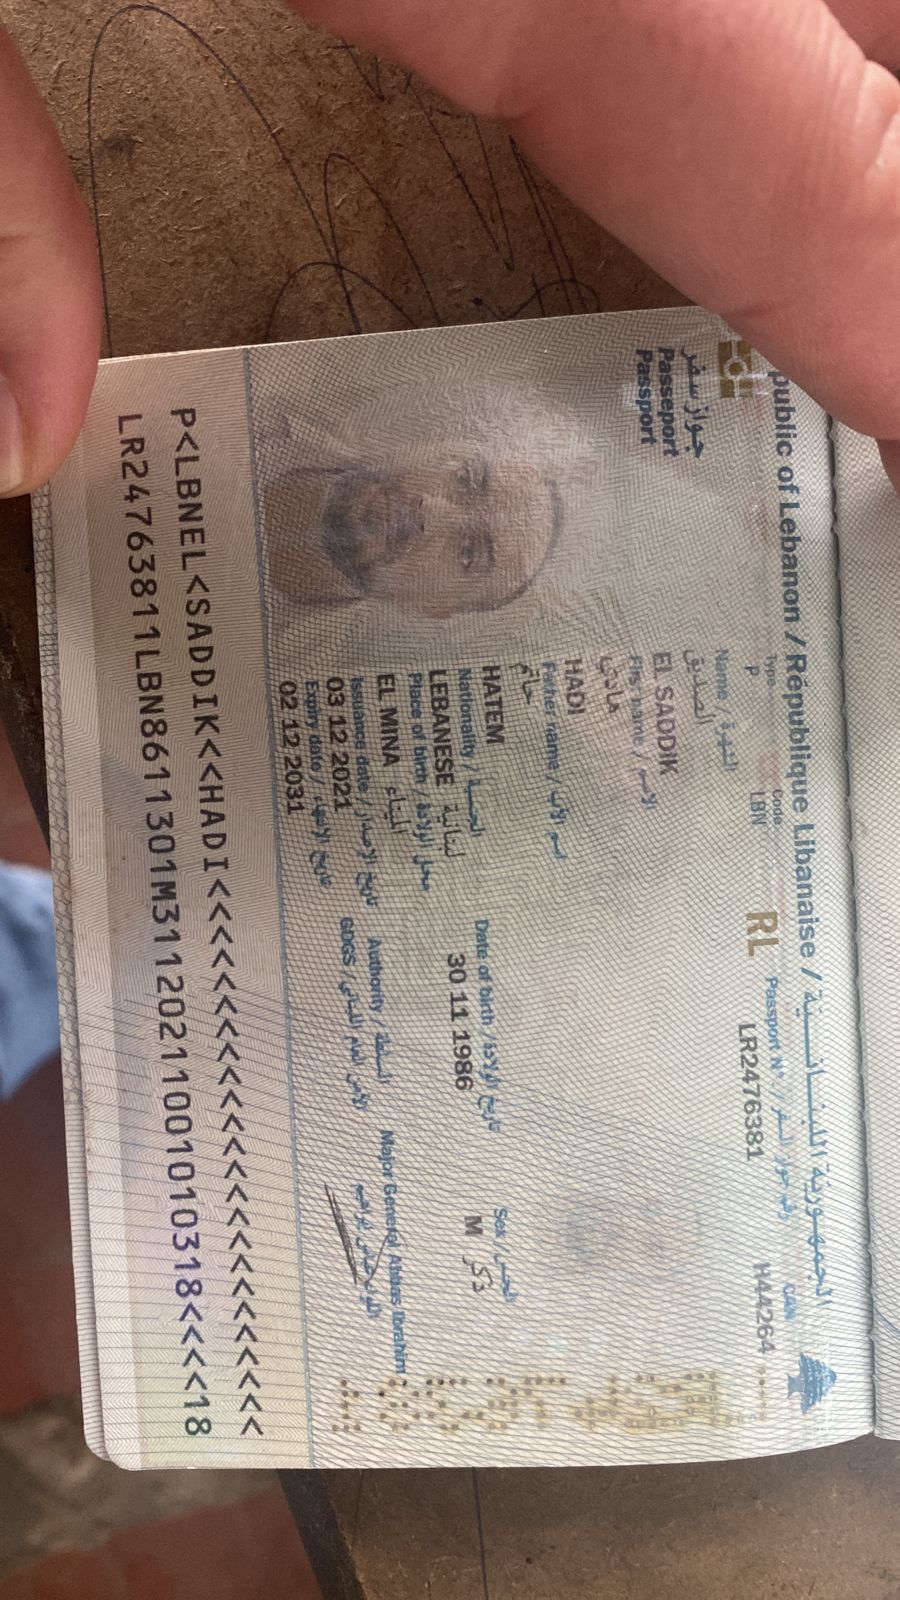 public of Lebanon / République Libanaise / الجمهورية اللبنانية
جواز سفر
Passeport
Passport
Type
P
Code
LBN
RL
Passport N° / رقم جواز السفر
LR2476381
CAN
H44264
Name / الشهرة
الصديق
EL SADDIK
First name / الاسم
هادي
HADI
Father name / اسم الأب
حاتم
HATEM
Nationality / الجنسية
LEBANESE لبنانية
Date of birth / تاريخ الولادة
30 11 1986
Sex / الجنس
M ذكر
Place of birth / محل الولادة
EL MINA الميناء
Issuance date / تاريخ الإصدار
03 12 2021
Authority / السلطة
GDGS / الأمن العام اللبناني
Major General Abbas Ibrahim
اللواء عباس ابراهيم
Expiry date / تاريخ الانتهاء
02 12 2031
P<LBNEL<SADDIK<<HADI<<<<<<<<<<<<<<<<<<<<<<<<
LR24763811LBN8611301M31120211001010318<<<<18